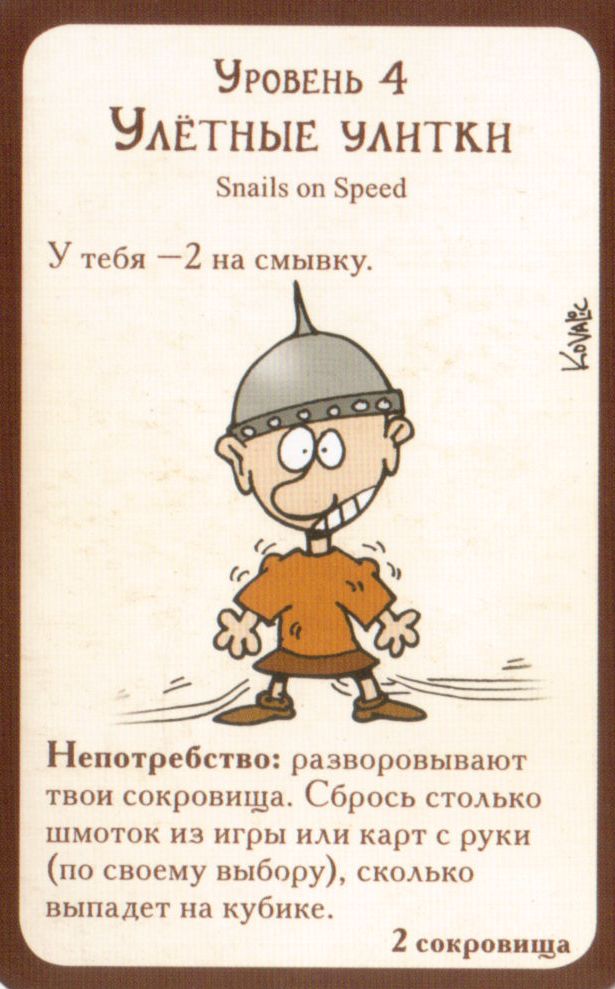 Уровень 4
Улётные улитки
Snails on Speed
У тебя −2 на смывку.
Kovalic
Непотребство: разворовывают
твои сокровища. Сбрось столько
шмоток из игры или карт с руки
(по своему выбору), сколько
выпадет на кубике.
2 сокровища